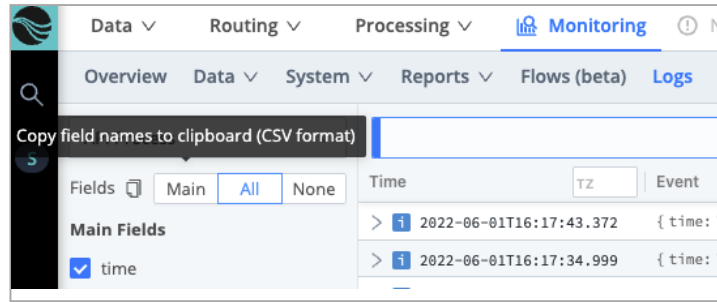 Data Routing Processing Monitoring
Overview Data System Reports Flows (beta) Logs
Copy field names to clipboard (CSV format)
S
Fields Main All None
Time TZ Event
Main Fields
i 2022-06-01T16:17:43.372 { time:
time
i 2022-06-01T16:17:34.999 { time: